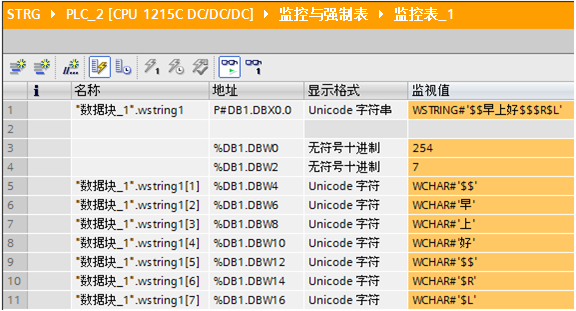 STRG ▸ PLC_2 [CPU 1215C DC/DC/DC] ▸ 监控与强制表 ▸ 监控表_1
i 名称 地址 显示格式 监视值
1 "数据块_1".wstring1 P#DB1.DBX0.0 Unicode 字符串 WSTRING#'$$早上好$$$R$L'
2
3 %DB1.DBW0 无符号十进制 254
4 %DB1.DBW2 无符号十进制 7
5 "数据块_1".wstring1[1] %DB1.DBW4 Unicode 字符 WCHAR#'$$'
6 "数据块_1".wstring1[2] %DB1.DBW6 Unicode 字符 WCHAR#'早'
7 "数据块_1".wstring1[3] %DB1.DBW8 Unicode 字符 WCHAR#'上'
8 "数据块_1".wstring1[4] %DB1.DBW10 Unicode 字符 WCHAR#'好'
9 "数据块_1".wstring1[5] %DB1.DBW12 Unicode 字符 WCHAR#'$$'
10 "数据块_1".wstring1[6] %DB1.DBW14 Unicode 字符 WCHAR#'$R'
11 "数据块_1".wstring1[7] %DB1.DBW16 Unicode 字符 WCHAR#'$L'